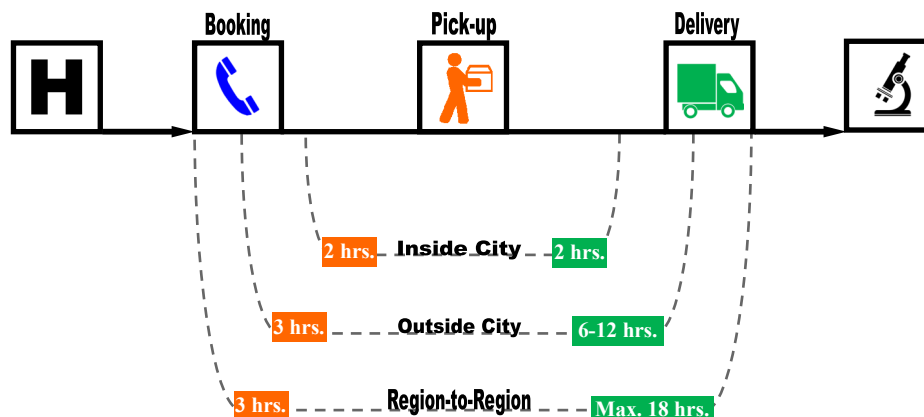 Booking Pick-up Delivery
H
2 hrs. Inside City 2 hrs.
3 hrs. Outside City 6-12 hrs.
3 hrs. Region-to-Region Max. 18 hrs.